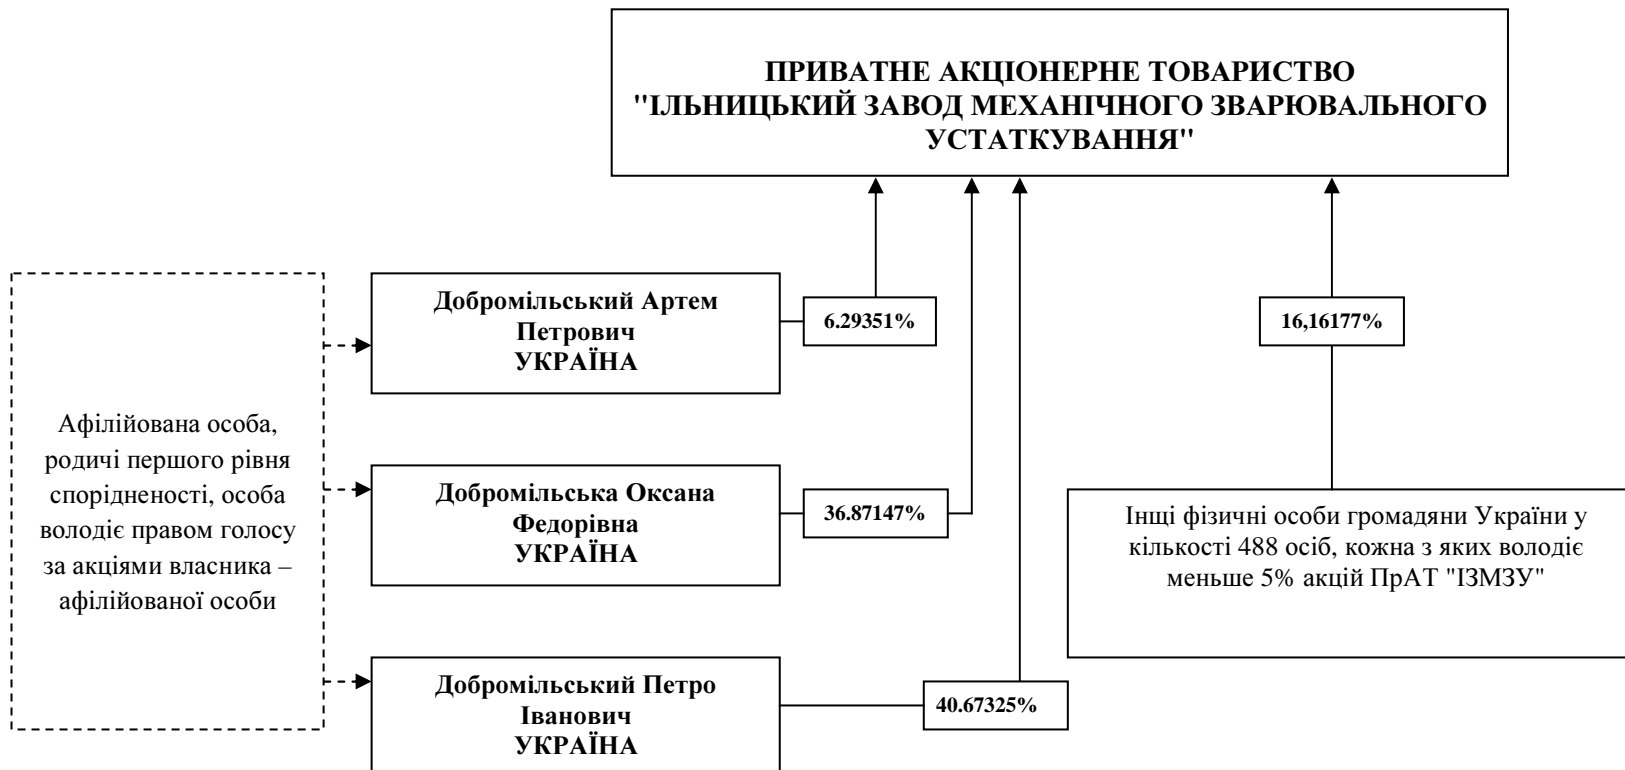 ПРИВАТНЕ АКЦІОНЕРНЕ ТОВАРИСТВО
"ІЛЬНИЦЬКИЙ ЗАВОД МЕХАНІЧНОГО ЗВАРЮВАЛЬНОГО
УСТАТКУВАННЯ"
Добромільський Артем
Петрович
УКРАЇНА
6.29351%
16,16177%
Афілійована особа,
родичі першого рівня
спорідненості, особа
володіє правом голосу
за акціями власника –
афілійованої особи
Добромільська Оксана
Федорівна
УКРАЇНА
36.87147%
Інщі фізичні особи громадяни України у
кількості 488 осіб, кожна з яких володіє
меньше 5% акцій ПрАТ "ІЗМЗУ"
Добромільський Петро
Іванович
УКРАЇНА
40.67325%